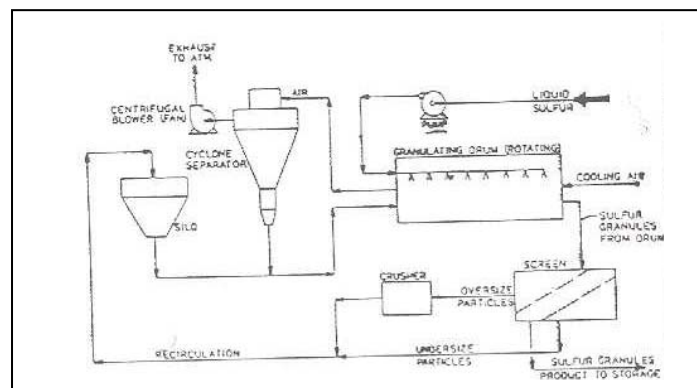 EXHAUST
TO ATM
CENTRIFUGAL
BLOWER (FAN)
AIR
CYCLONE
SEPARATOR
SILO
PUMP
LIQUID
SULFUR
GRANULATING DRUM (ROTATING)
COOLING AIR
SULFUR
GRANULES
FROM DRUM
SCREEN
CRUSHER
OVERSIZE
PARTICLES
RECIRCULATION
UNDERSIZE
PARTICLES
SULFUR GRANULES
PRODUCT TO STORAGE